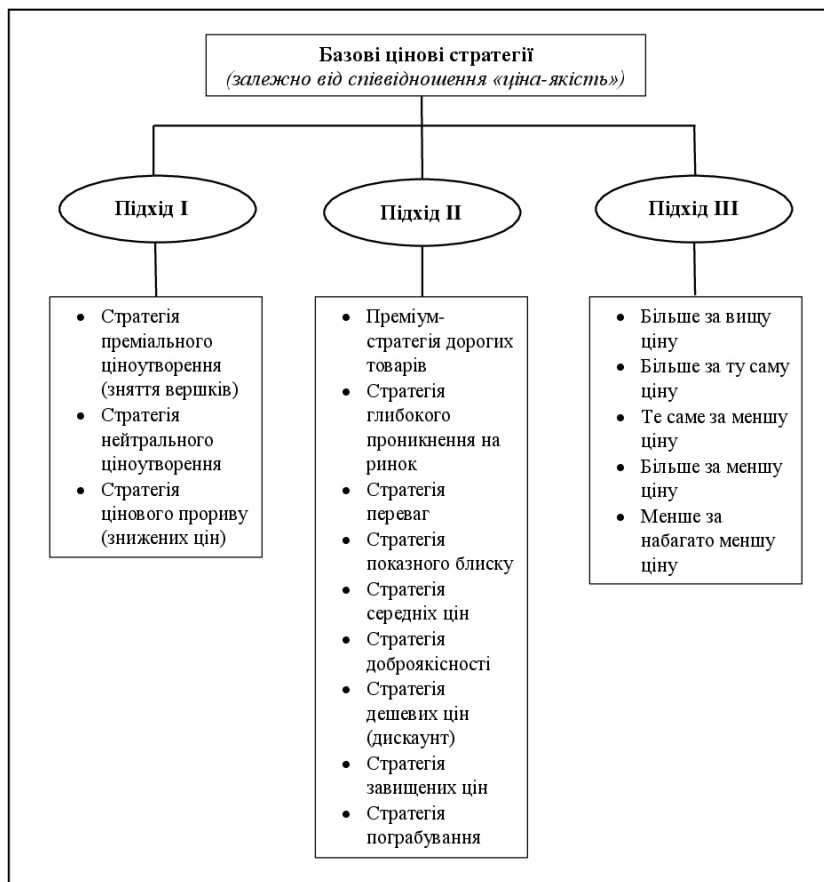 Базові цінові стратегії
(залежно від співвідношення «ціна-якість»)
Підхід I
Підхід II
Підхід III
• Стратегія
преміального
ціноутворення
(зняття вершків)
• Стратегія
нейтрального
ціноутворення
• Стратегія
цінового прориву
(знижених цін)
• Преміум-
стратегія дорогих
товарів
• Стратегія
глибокого
проникнення на
ринок
• Стратегія
переваг
• Стратегія
показного блиску
• Стратегія
середніх цін
• Стратегія
доброякісності
• Стратегія
дешевих цін
(дискаунт)
• Стратегія
завищених цін
• Стратегія
пограбування
• Більше за вищу
ціну
• Більше за ту саму
ціну
• Те саме за меншу
ціну
• Більше за меншу
ціну
• Менше за
набагато меншу
ціну